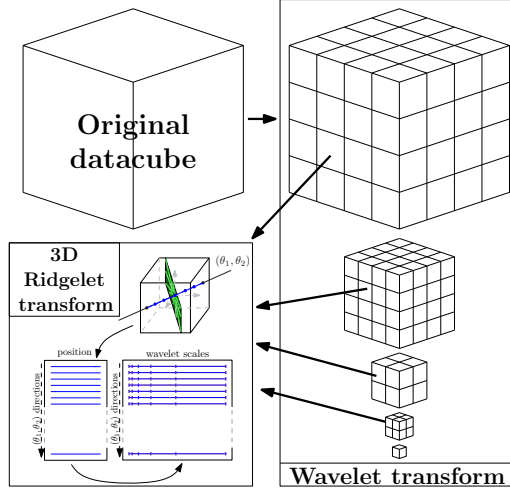 Original
datacube
3D
Ridgelet
transform
(θ₁, θ₂)
position
wavelet scales
(θ₁, θ₂) directions
(θ₁, θ₂) directions
Wavelet transform